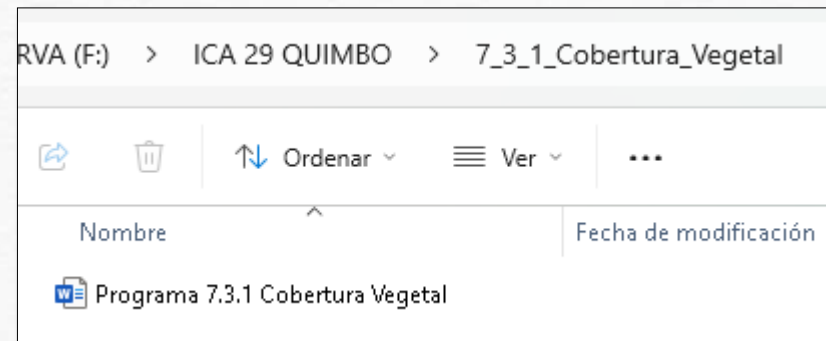 RVA (F:) > ICA 29 QUIMBO > 7_3_1_Cobertura_Vegetal
Ordenar Ver ...
Nombre Fecha de modificación
Programa 7.3.1 Cobertura Vegetal